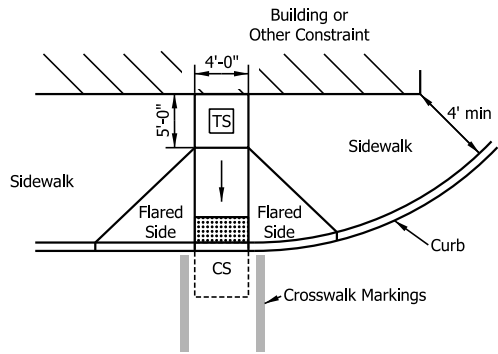 Building or
Other Constraint
4'-0"
5'-0"
TS
4' min
Sidewalk
Sidewalk
Flared
Side
Flared
Side
Curb
CS
Crosswalk Markings